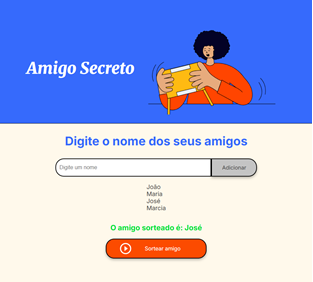 Amigo Secreto
Digite o nome dos seus amigos
Digite um nome
Adicionar
João
Maria
José
Marcia
O amigo sorteado é: José
Sortear amigo